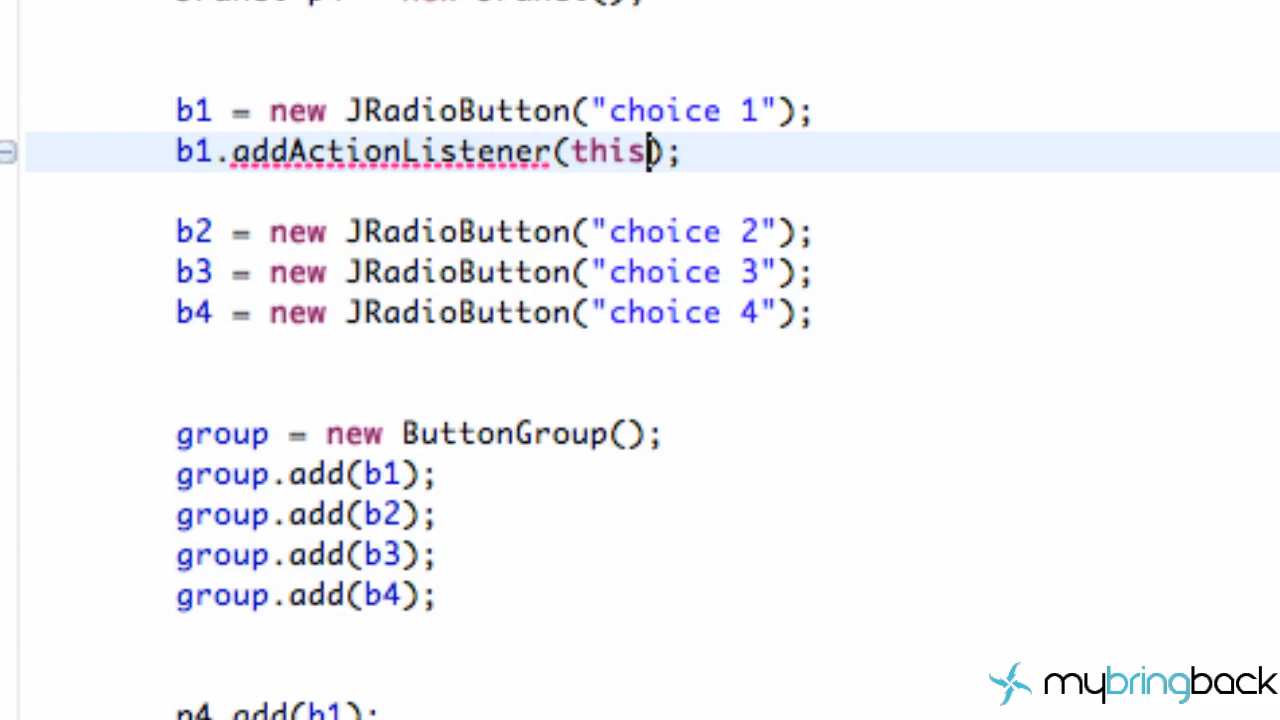 b1 = new JRadioButton("choice 1");
b1.addActionListener(this);
b2 = new JRadioButton("choice 2");
b3 = new JRadioButton("choice 3");
b4 = new JRadioButton("choice 4");
group = new ButtonGroup();
group.add(b1);
group.add(b2);
group.add(b3);
group.add(b4);
.add(b1);
mybringback